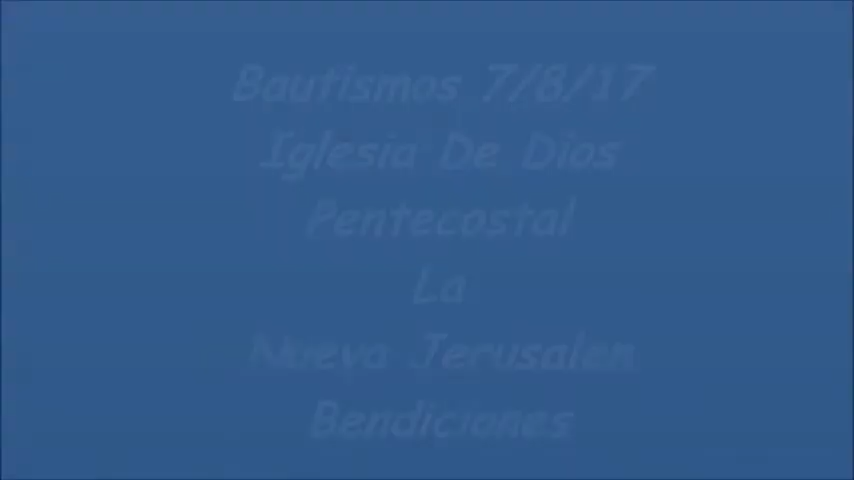 Bautismos 7/8/17
Iglesia De Dios
Pentecostal
La
Nueva Jerusalen
Bendiciones